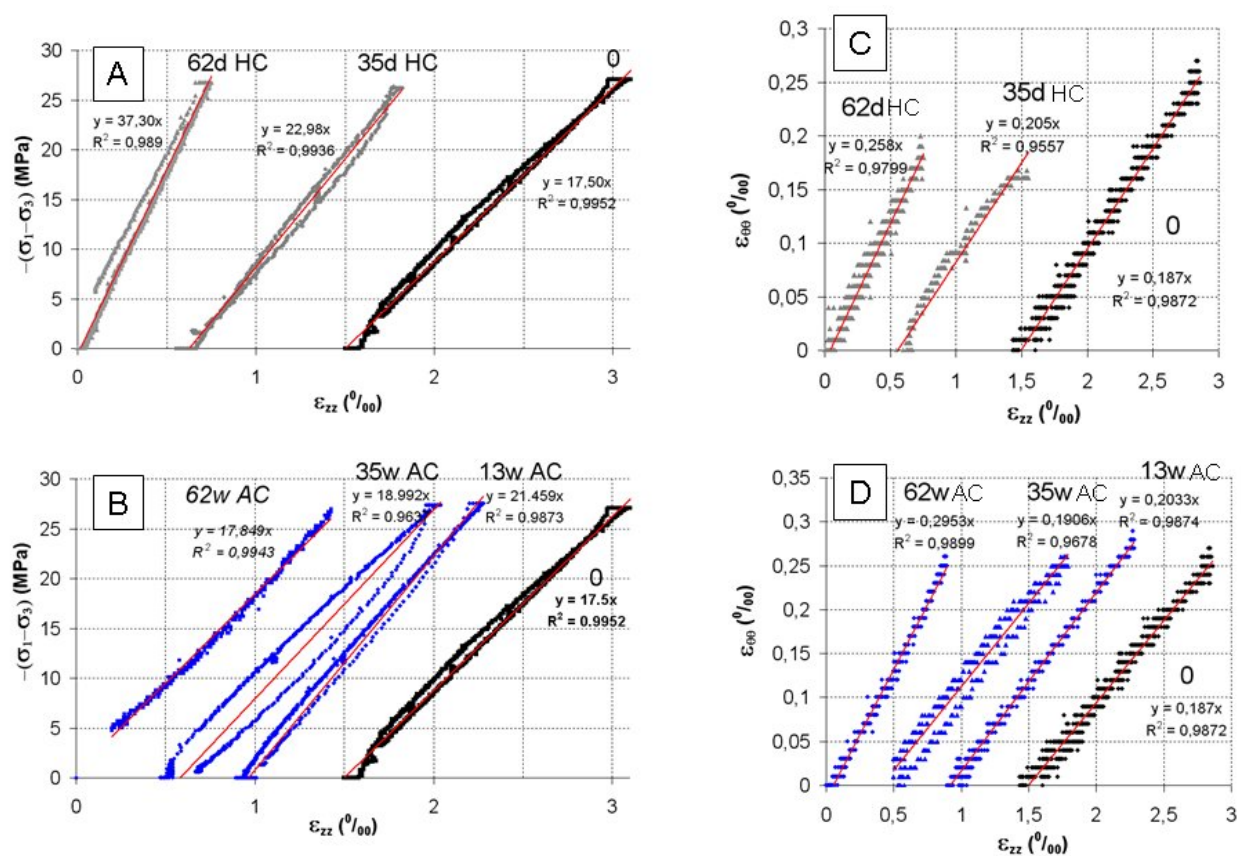 A
62d HC
35d HC
0
y = 37,30x
R² = 0.989
y = 22,98x
R² = 0,9936
y = 17,50x
R² = 0,9952
30
25
20
15
10
5
0
–(σ₁–σ₃) (MPa)
0
1
2
3
εzz (⁰/₀₀)
C
62d HC
35d HC
0
y = 0,258x
R² = 0,9799
y = 0,205x
R² = 0,9557
y = 0,187x
R² = 0,9872
0,3
0,25
0,2
0,15
0,1
0,05
0
εθθ (⁰/₀₀)
0
0,5
1
1,5
2
2,5
3
εzz (⁰/₀₀)
B
62w AC
35w AC
13w AC
0
y = 17,849x
R² = 0,9943
y = 18.992x
R² = 0.963
y = 21.459x
R² = 0.9873
y = 17.5x
R² = 0.9952
30
25
20
15
10
5
0
–(σ₁–σ₃) (MPa)
0
1
2
3
εzz (⁰/₀₀)
D
62w AC
35w AC
13w AC
0
y = 0,2953x
R² = 0,9899
y = 0,1906x
R² = 0,9678
y = 0,2033x
R² = 0,9874
y = 0,187x
R² = 0,9872
0,35
0,3
0,25
0,2
0,15
0,1
0,05
0
εθθ (⁰/₀₀)
0
0,5
1
1,5
2
2,5
3
εzz (⁰/₀₀)